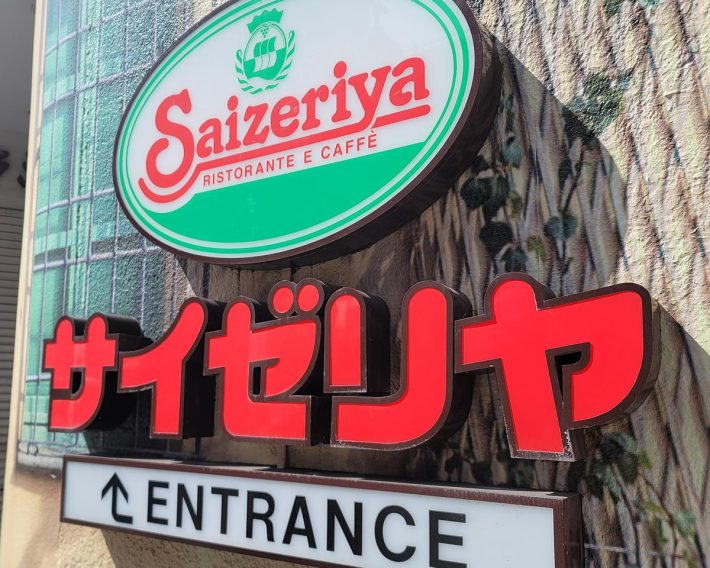 Saizeriya
RISTORANTE E CAFFÈ
サイゼリヤ
ENTRANCE